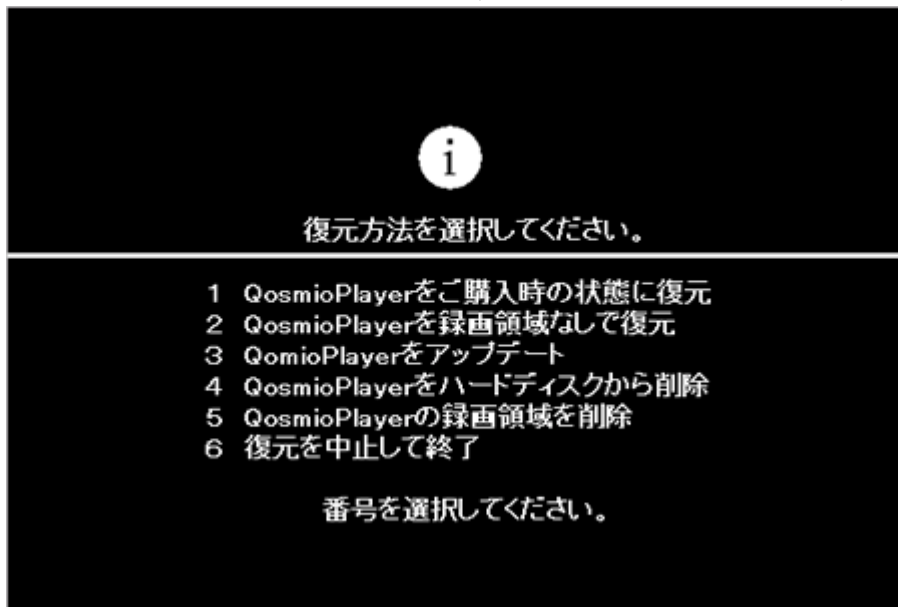 i
復元方法を選択してください。
1 QosmioPlayerをご購入時の状態に復元
2 QosmioPlayerを録画領域なしで復元
3 QomioPlayerをアップデート
4 QosmioPlayerをハードディスクから削除
5 QosmioPlayerの録画領域を削除
6 復元を中止して終了
番号を選択してください。